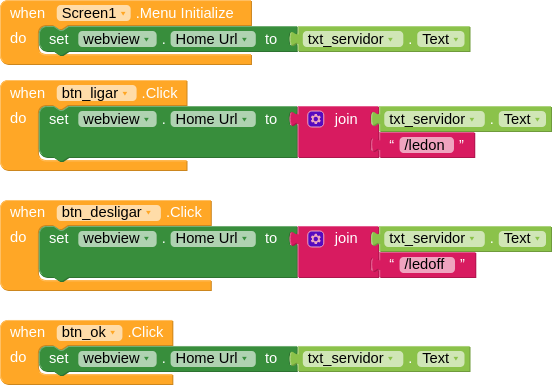 when Screen1 .Menu Initialize
do set webview . Home Url to txt_servidor . Text
when btn_ligar .Click
do set webview . Home Url to join txt_servidor . Text
“ /ledon ”
when btn_desligar .Click
do set webview . Home Url to join txt_servidor . Text
“ /ledoff ”
when btn_ok .Click
do set webview . Home Url to txt_servidor . Text